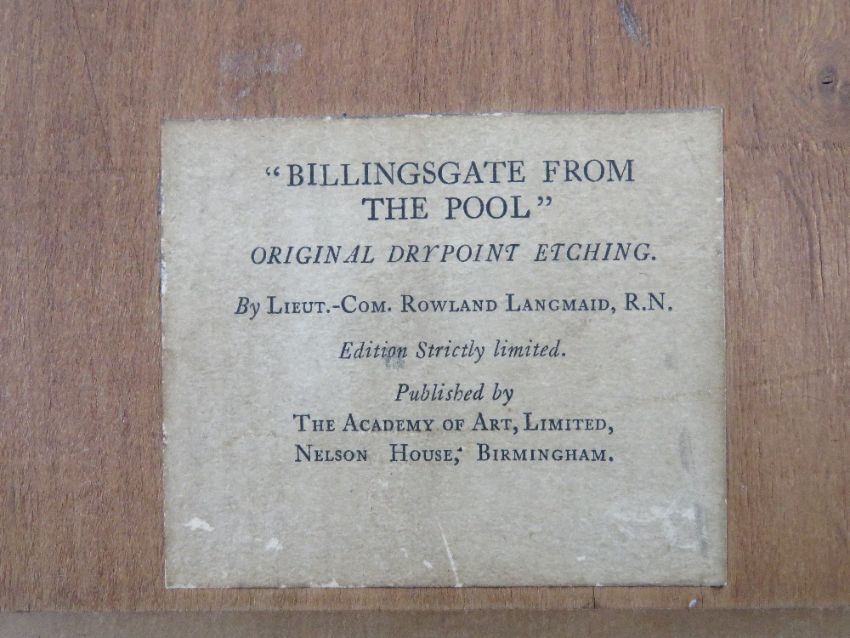 "BILLINGSGATE FROM
THE POOL"
ORIGINAL DRYPOINT ETCHING.
By LIEUT.-COM. ROWLAND LANGMAID, R.N.
Edition Strictly limited.
Published by
THE ACADEMY OF ART, LIMITED,
NELSON HOUSE, BIRMINGHAM.